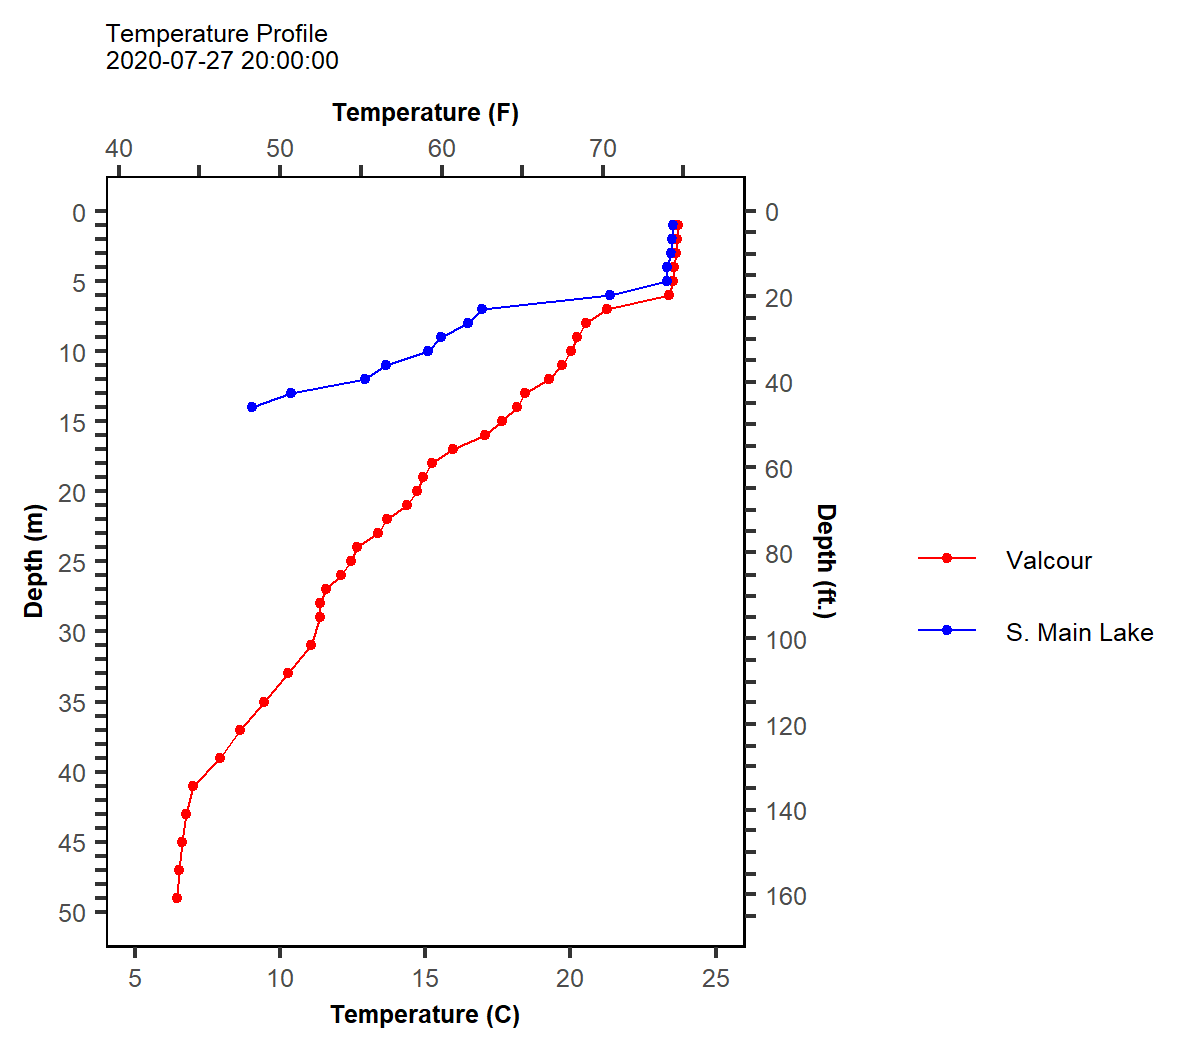 Temperature Profile
2020-07-27 20:00:00
Temperature (F)
40 50 60 70
0
5
10
15
20
25
30
35
40
45
50
Depth (m)
0
20
40
60
80
100
120
140
160
Depth (ft.)
Valcour
S. Main Lake
5 10 15 20 25
Temperature (C)